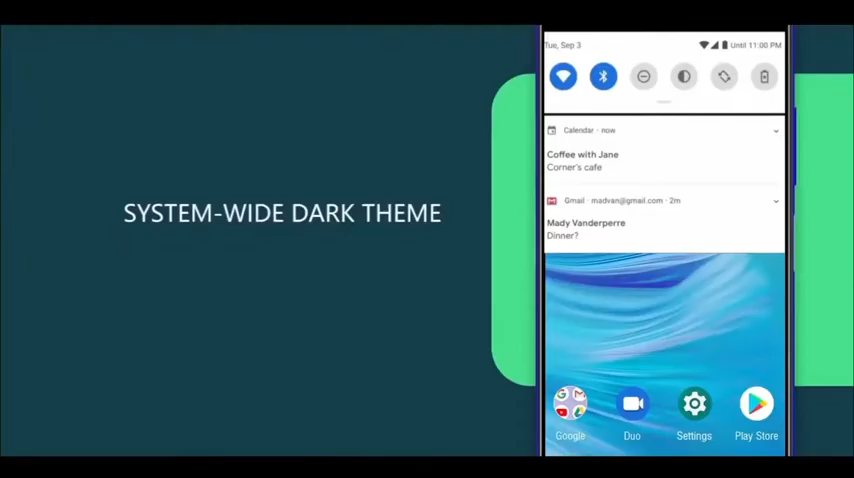 SYSTEM-WIDE DARK THEME
Tue, Sep 3
Until 11:00 PM
Calendar · now
Coffee with Jane
Corner's cafe
Gmail · madvan@gmail.com · 2m
Mady Vanderperre
Dinner?
Google
Duo
Settings
Play Store